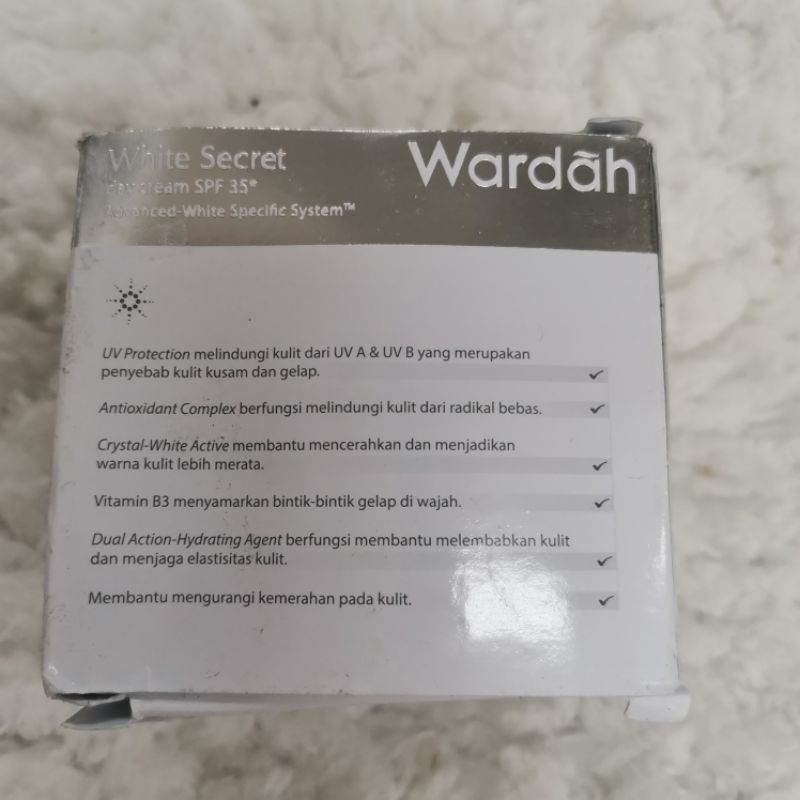 White Secret
Day cream SPF 35*
Advanced-White Specific System™
Wardah
UV Protection melindungi kulit dari UV A & UV B yang merupakan
penyebab kulit kusam dan gelap.
Antioxidant Complex berfungsi melindungi kulit dari radikal bebas.
Crystal-White Active membantu mencerahkan dan menjadikan
warna kulit lebih merata.
Vitamin B3 menyamarkan bintik-bintik gelap di wajah.
Dual Action-Hydrating Agent berfungsi membantu melembabkan kulit
dan menjaga elastisitas kulit.
Membantu mengurangi kemerahan pada kulit.